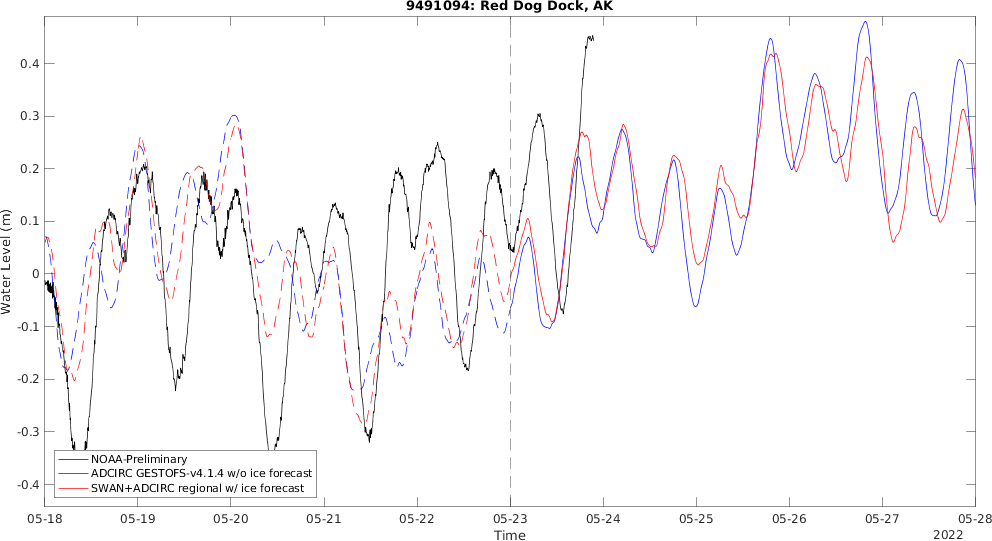 9491094: Red Dog Dock, AK
Water Level (m)
0.4
0.3
0.2
0.1
0
-0.1
-0.2
-0.3
-0.4
NOAA-Preliminary
ADCIRC GESTOFS-v4.1.4 w/o ice forecast
SWAN+ADCIRC regional w/ ice forecast
05-18 05-19 05-20 05-21 05-22 05-23 05-24 05-25 05-26 05-27 05-28
Time
2022